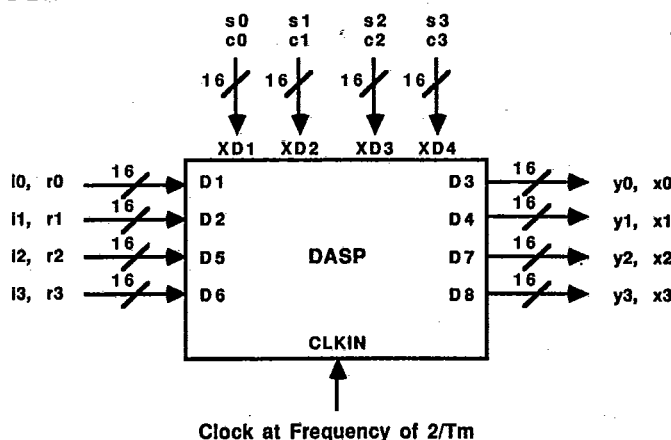 s0 s1 s2 s3
c0 c1 c2 c3
16 16 16 16
XD1 XD2 XD3 XD4
i0, r0 16 D1 D3 16 y0, x0
i1, r1 16 D2 D4 16 y1, x1
i2, r2 16 D5 DASP D7 16 y2, x2
i3, r3 16 D6 D8 16 y3, x3
CLKIN
Clock at Frequency of 2/Tm